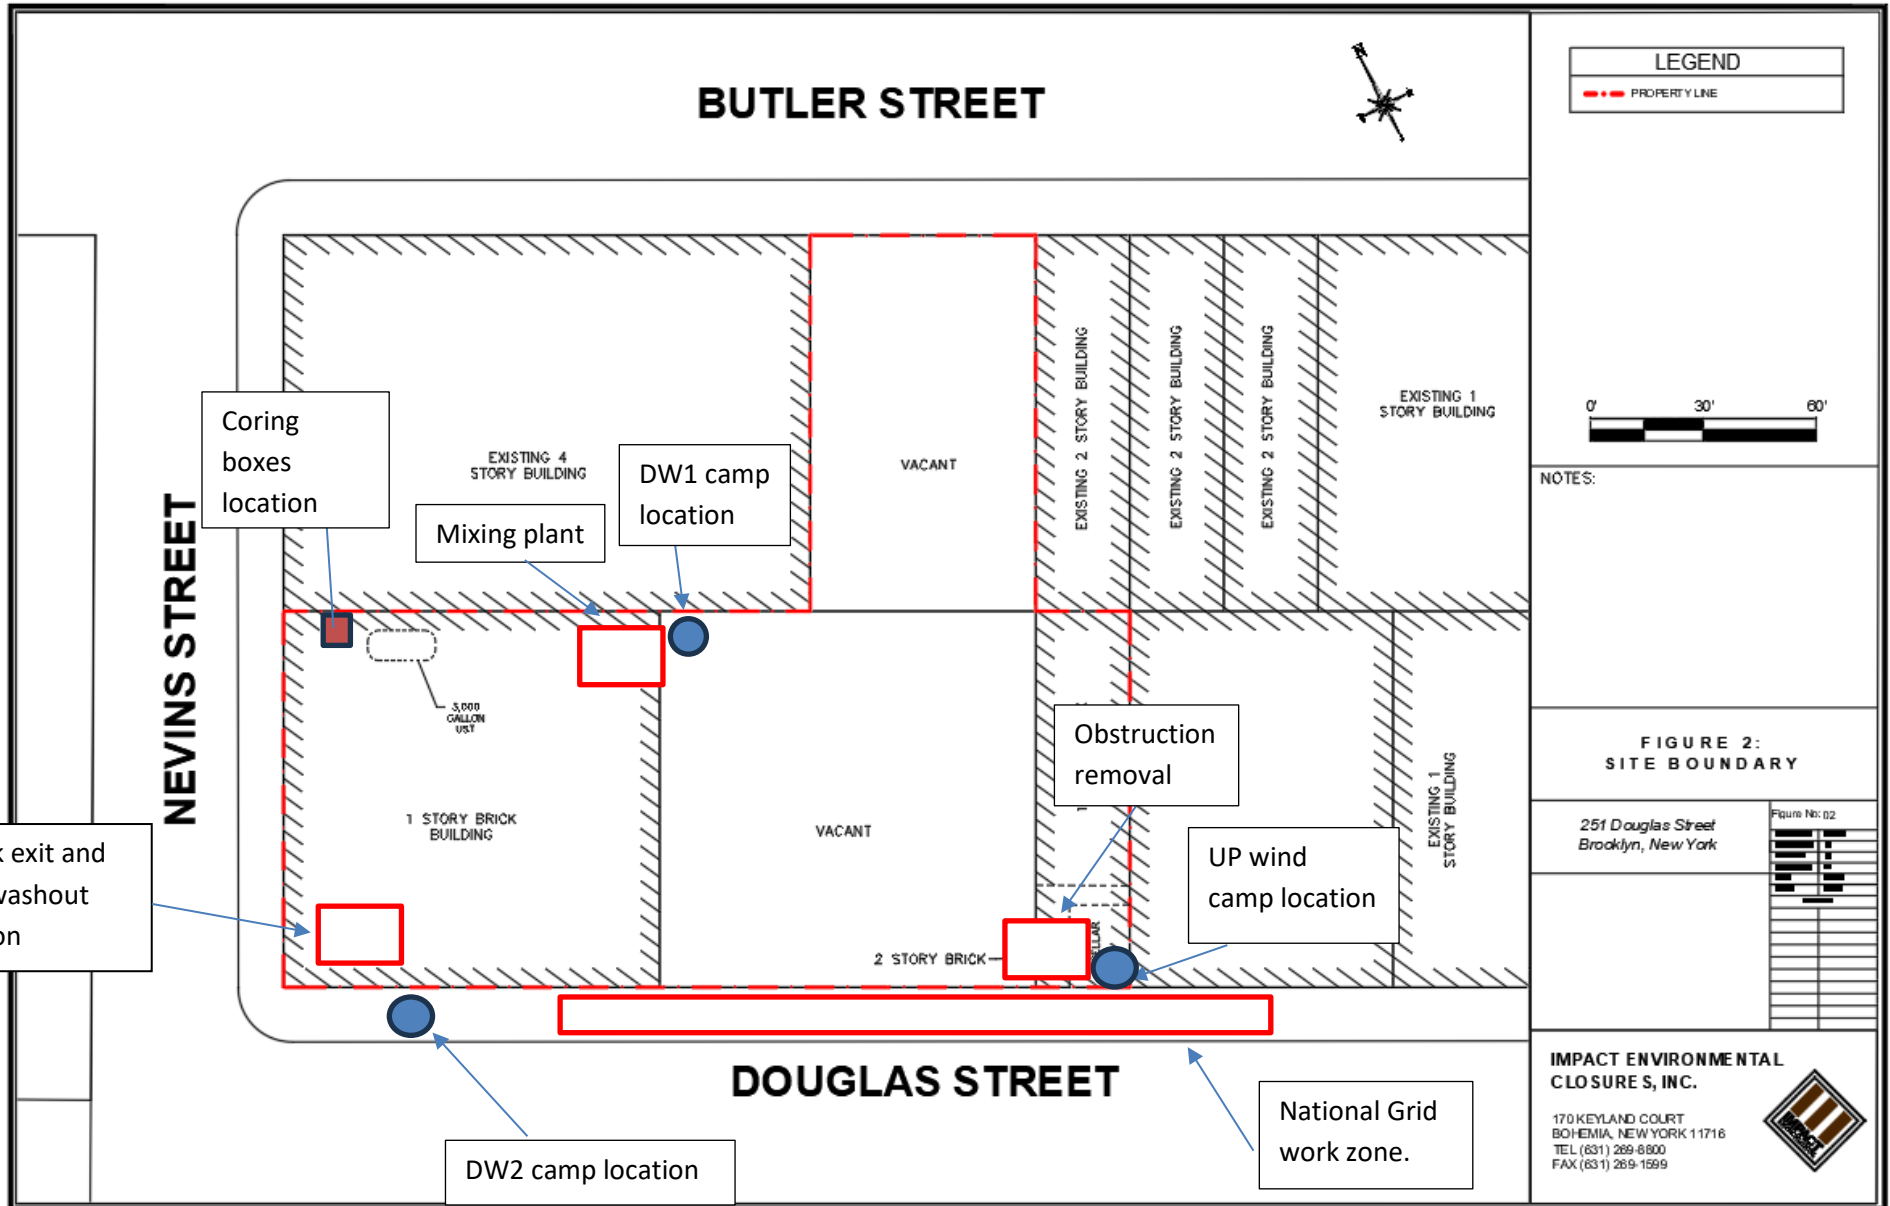 BUTLER STREET
N
LEGEND
PROPERTY LINE
0' 30' 60'
NOTES:
Coring
boxes
location
EXISTING 4
STORY BUILDING
Mixing plant
DW1 camp
location
VACANT
EXISTING 2 STORY BUILDING
EXISTING 2 STORY BUILDING
EXISTING 2 STORY BUILDING
EXISTING 1
STORY BUILDING
NEVINS STREET
GALLON
UST
1 STORY BRICK
BUILDING
VACANT
Obstruction
removal
UP wind
camp location
EXISTING 1
STORY BUILDING
exit and
washout
2 STORY BRICK
DOUGLAS STREET
DW2 camp location
National Grid
work zone.
FIGURE 2:
SITE BOUNDARY
251 Douglas Street
Brooklyn, New York
Figure No: 02
IMPACT ENVIRONMENTAL
CLOSURES, INC.
170 KEYLAND COURT
BOHEMIA, NEW YORK 11716
TEL (631) 269-8800
FAX (631) 269-1599